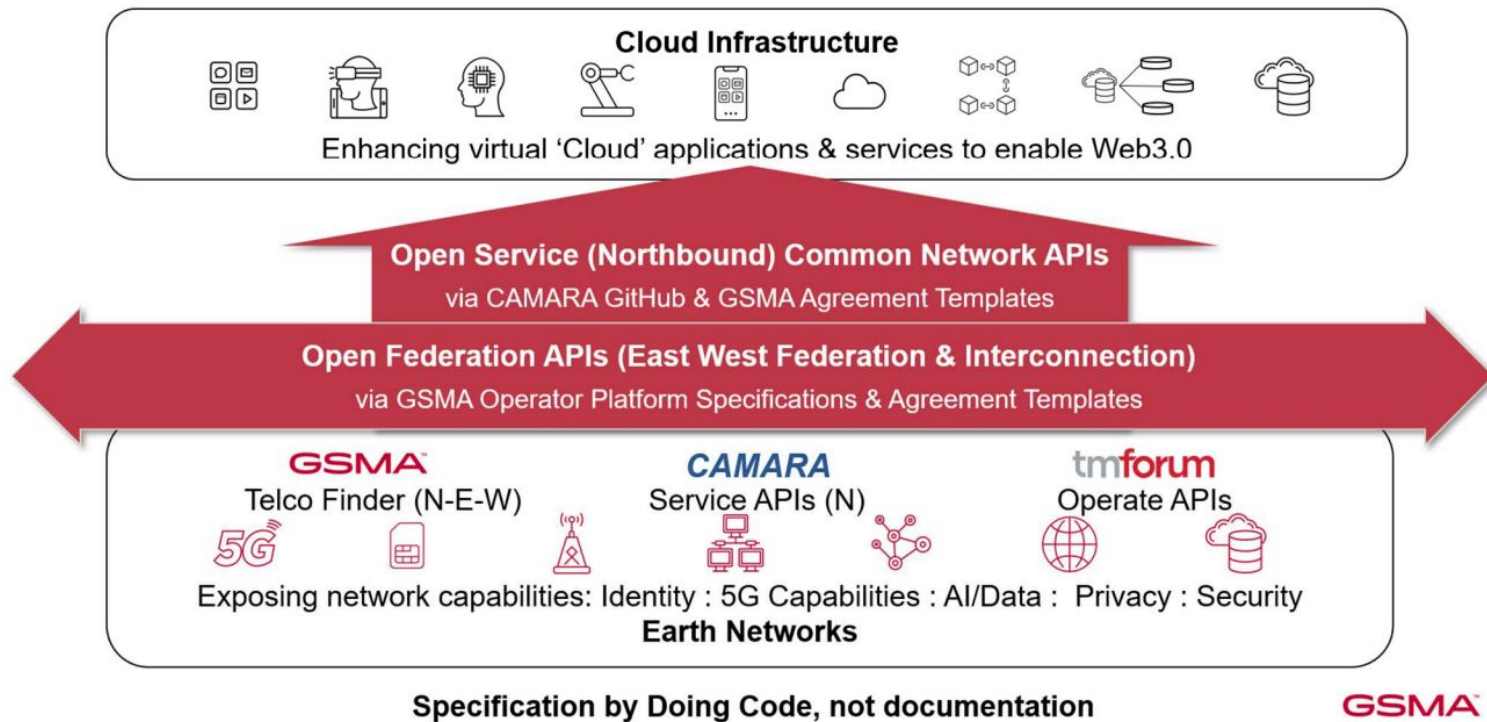 Cloud Infrastructure
Enhancing virtual ‘Cloud’ applications & services to enable Web3.0
Open Service (Northbound) Common Network APIs
via CAMARA GitHub & GSMA Agreement Templates
Open Federation APIs (East West Federation & Interconnection)
via GSMA Operator Platform Specifications & Agreement Templates
GSMA™ CAMARA tmforum
Telco Finder (N-E-W) Service APIs (N) Operate APIs
5G
Exposing network capabilities: Identity : 5G Capabilities : AI/Data : Privacy : Security
Earth Networks
Specification by Doing Code, not documentation
GSMA